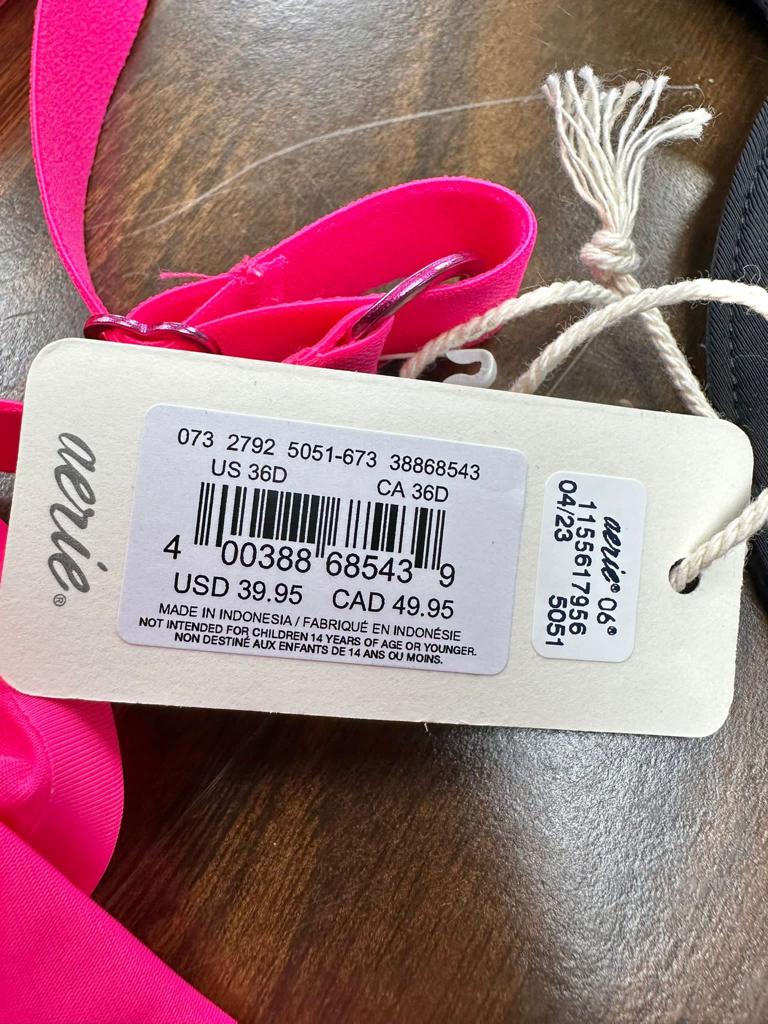 aerie®
073 2792 5051-673 38868543
US 36D CA 36D
4 00388 68543 9
USD 39.95 CAD 49.95
MADE IN INDONESIA / FABRIQUÉ EN INDONÉSIE
NOT INTENDED FOR CHILDREN 14 YEARS OF AGE OR YOUNGER.
NON DESTINÉ AUX ENFANTS DE 14 ANS OU MOINS.
aerie® 06®
1155617956
04/23 5051